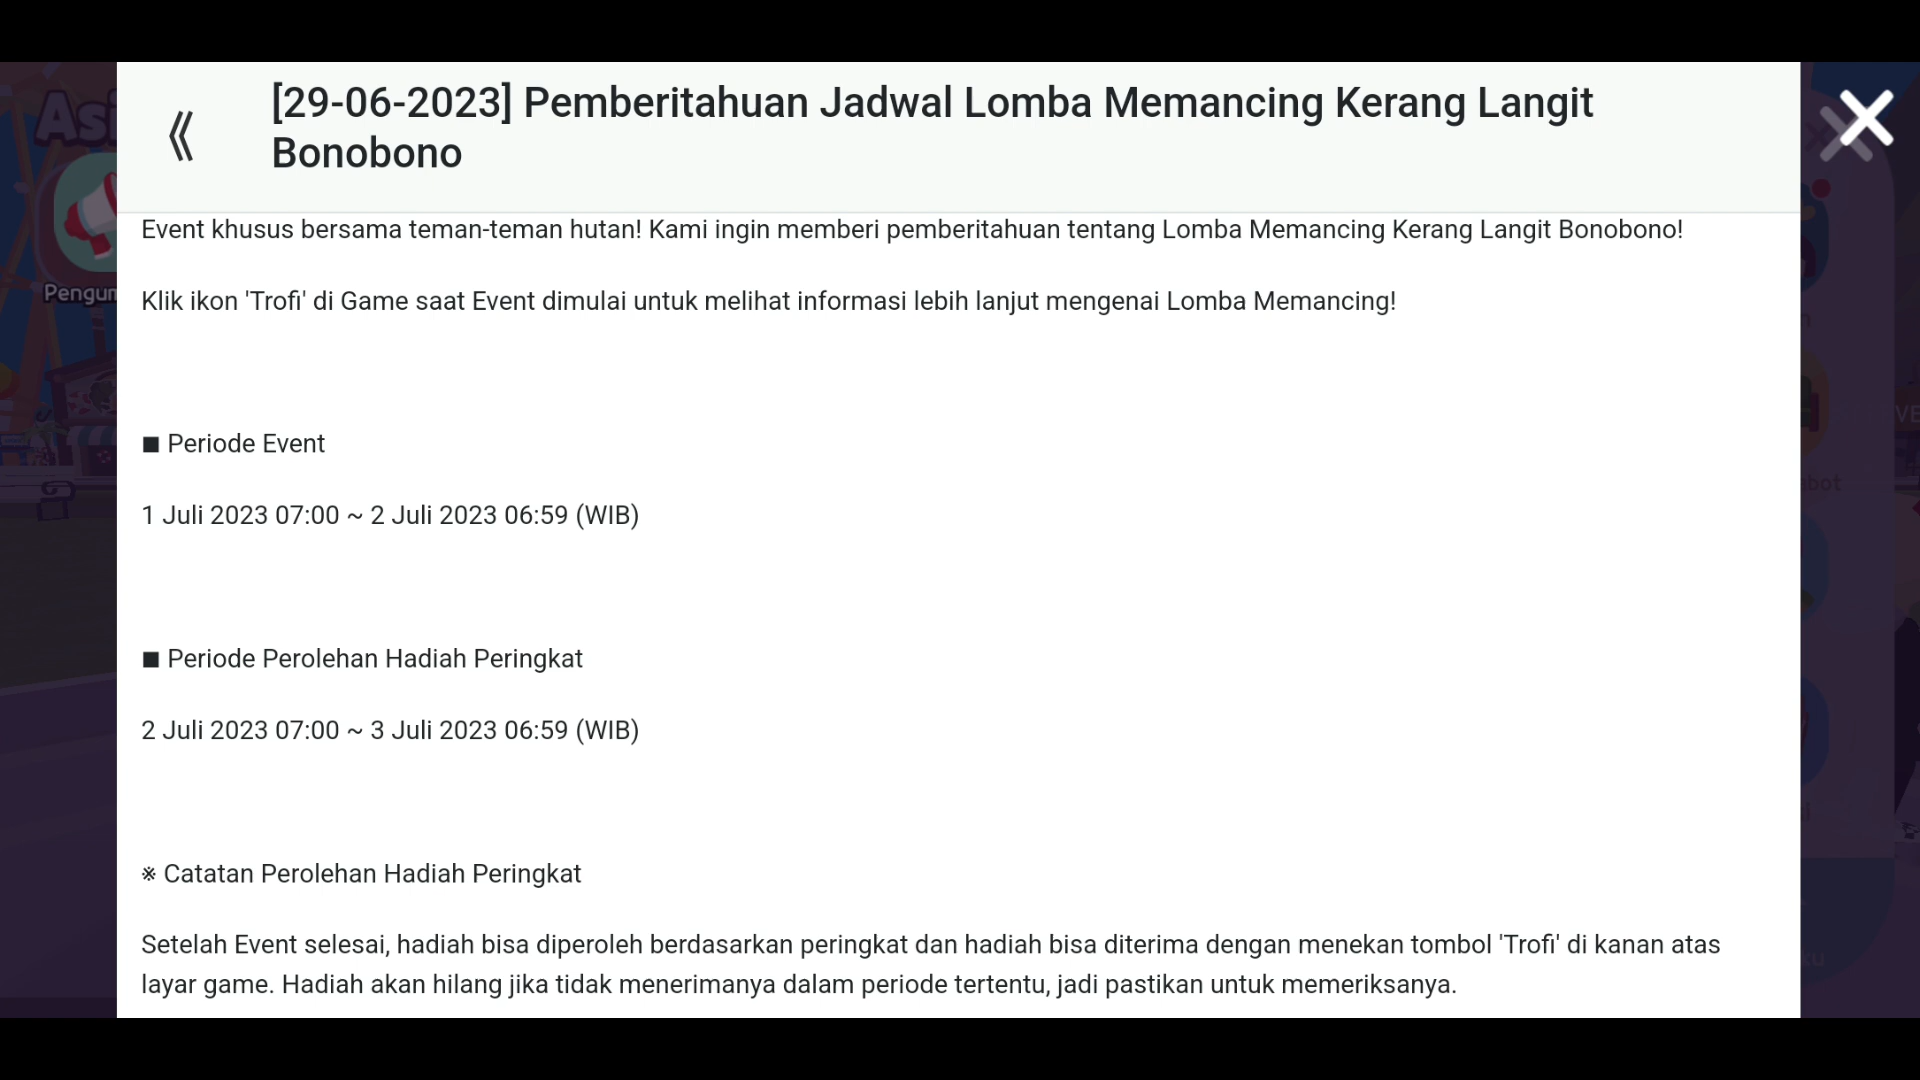 [29-06-2023] Pemberitahuan Jadwal Lomba Memancing Kerang Langit
Bonobono
Event khusus bersama teman-teman hutan! Kami ingin memberi pemberitahuan tentang Lomba Memancing Kerang Langit Bonobono!
Klik ikon 'Trofi' di Game saat Event dimulai untuk melihat informasi lebih lanjut mengenai Lomba Memancing!
■ Periode Event
1 Juli 2023 07:00 ~ 2 Juli 2023 06:59 (WIB)
■ Periode Perolehan Hadiah Peringkat
2 Juli 2023 07:00 ~ 3 Juli 2023 06:59 (WIB)
※ Catatan Perolehan Hadiah Peringkat
Setelah Event selesai, hadiah bisa diperoleh berdasarkan peringkat dan hadiah bisa diterima dengan menekan tombol 'Trofi' di kanan atas
layar game. Hadiah akan hilang jika tidak menerimanya dalam periode tertentu, jadi pastikan untuk memeriksanya.